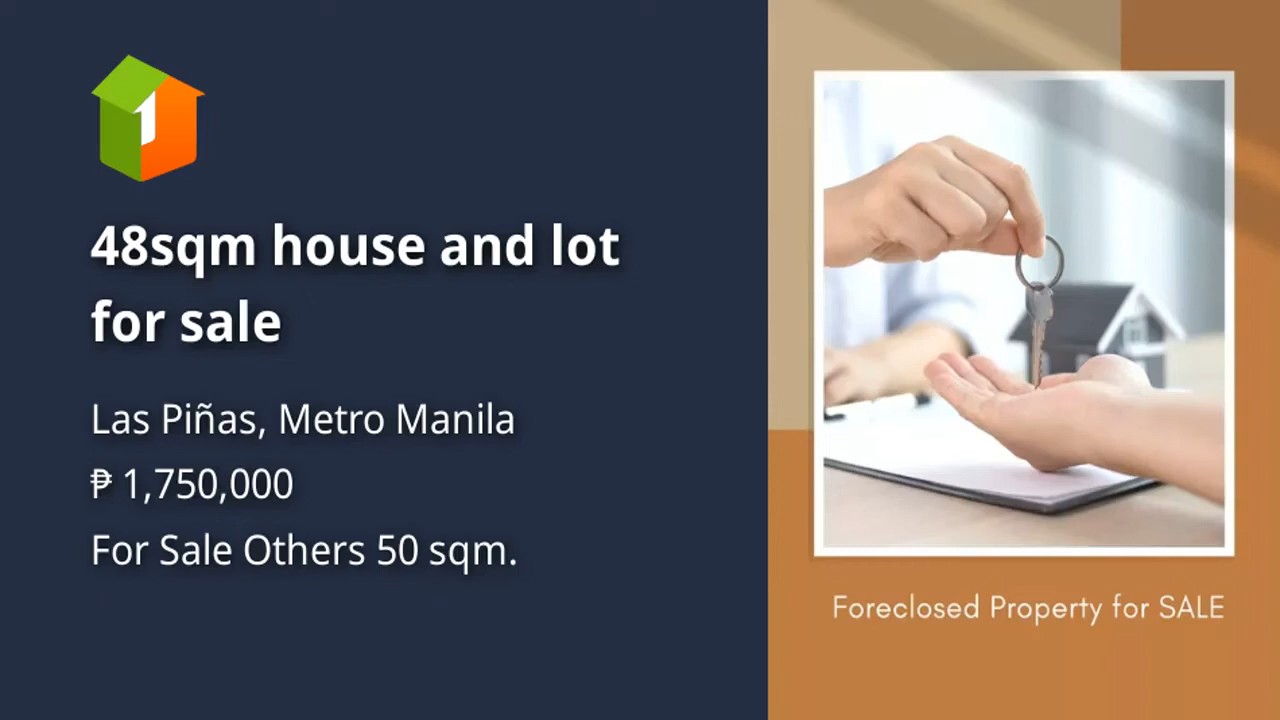 48sqm house and lot
for sale
Las Piñas, Metro Manila
₱ 1,750,000
For Sale Others 50 sqm.
Foreclosed Property for SALE